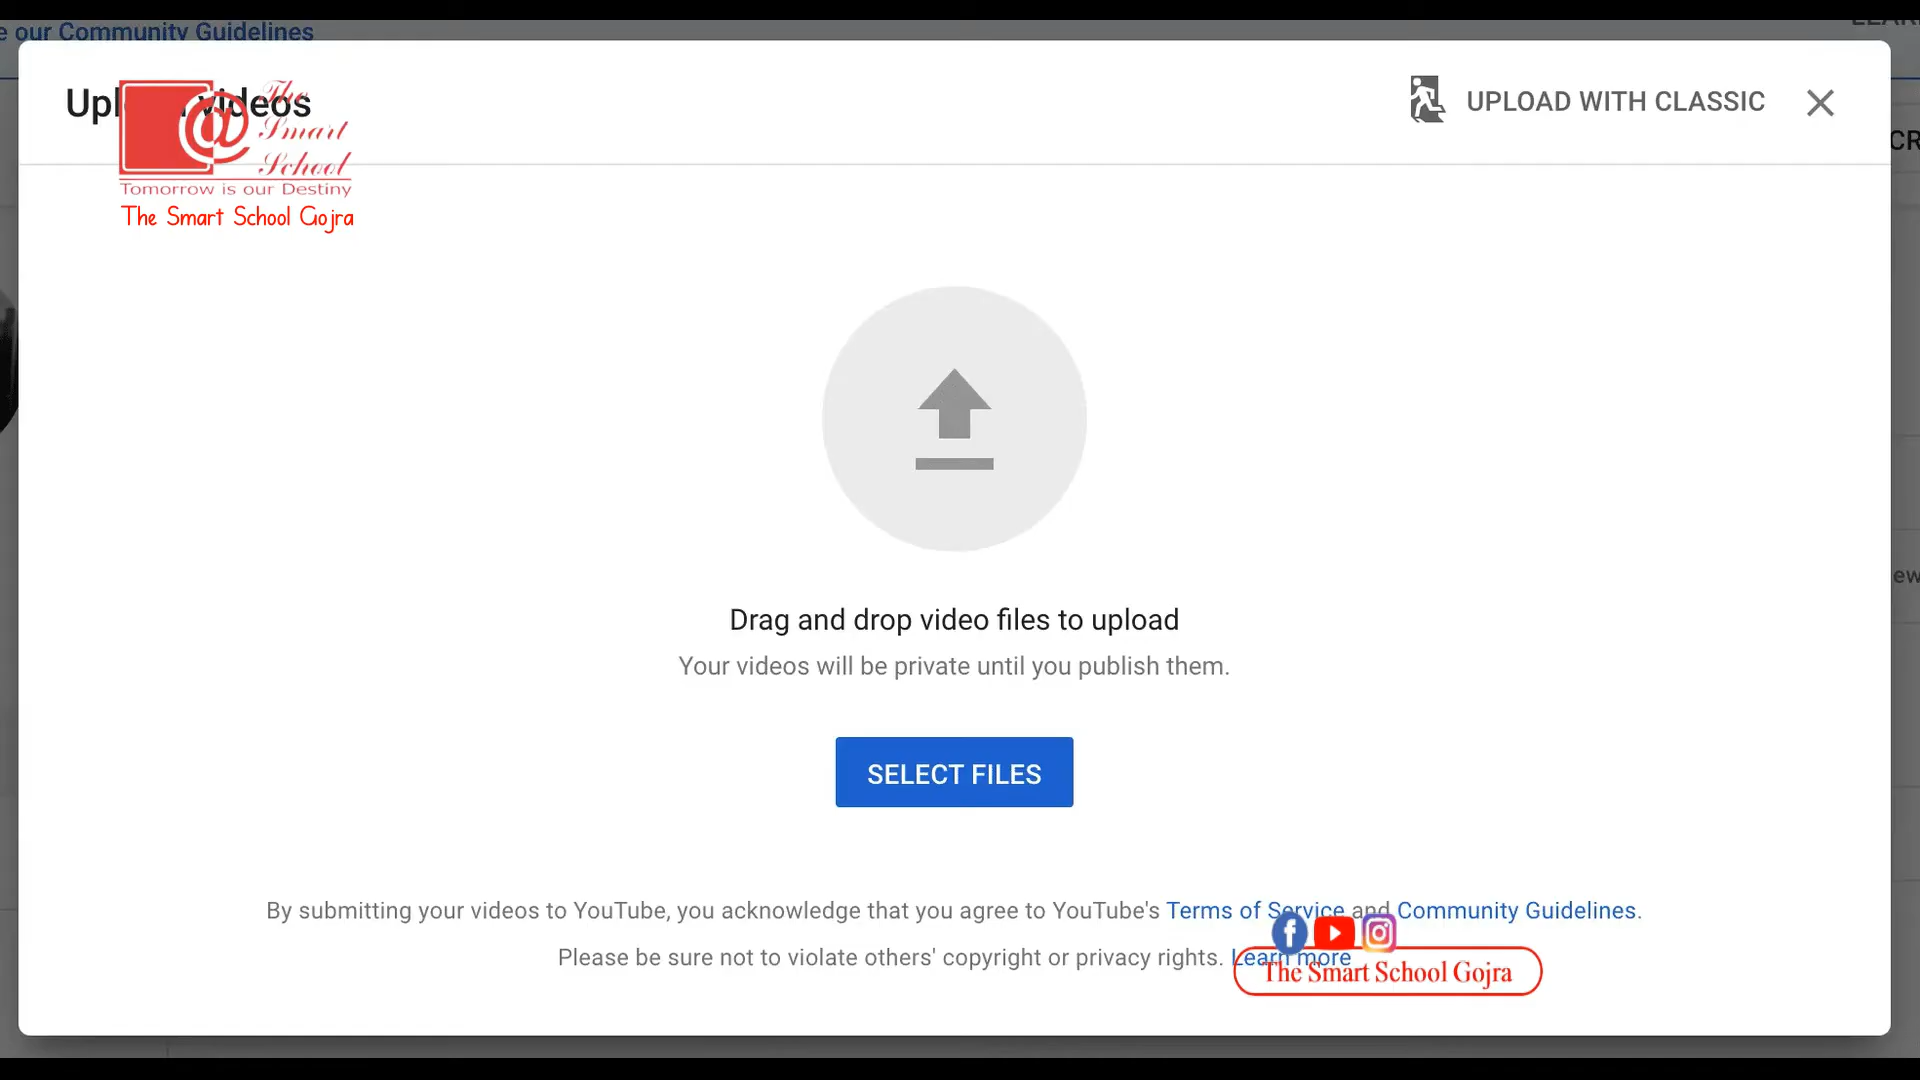 e our Community Guidelines
Upload videos
UPLOAD WITH CLASSIC
The
Smart
School
Tomorrow is our Destiny
The Smart School Gojra
CR
ew
Drag and drop video files to upload
Your videos will be private until you publish them.
SELECT FILES
By submitting your videos to YouTube, you acknowledge that you agree to YouTube's Terms of Service and Community Guidelines.
Please be sure not to violate others' copyright or privacy rights. Learn more
The Smart School Gojra